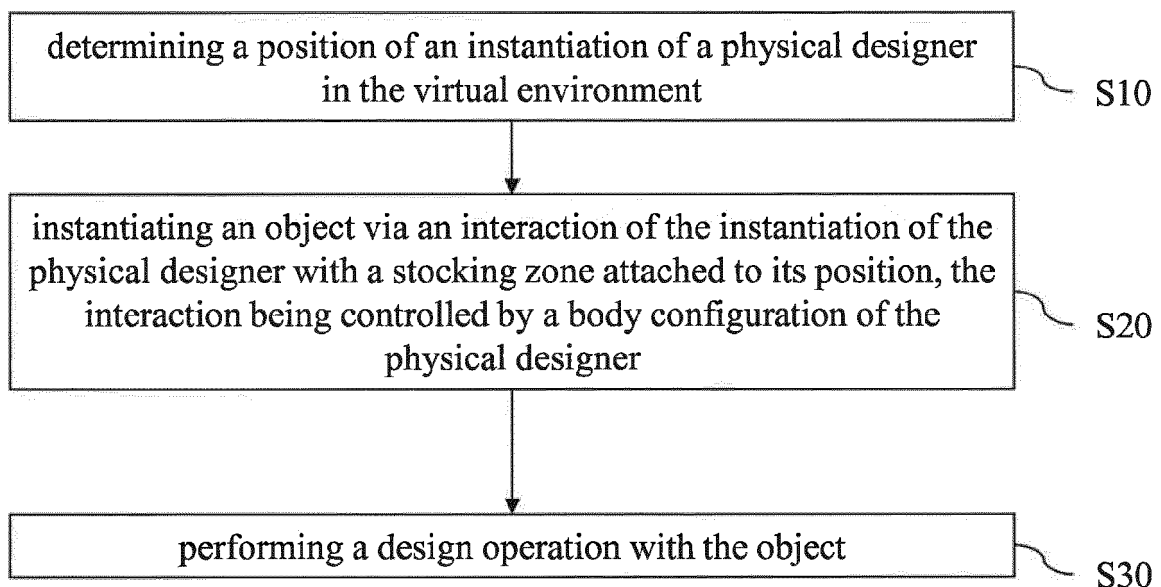 determining a position of an instantiation of a physical designer
in the virtual environment
S10
instantiating an object via an interaction of the instantiation of the
physical designer with a stocking zone attached to its position, the
interaction being controlled by a body configuration of the
physical designer
S20
performing a design operation with the object
S30